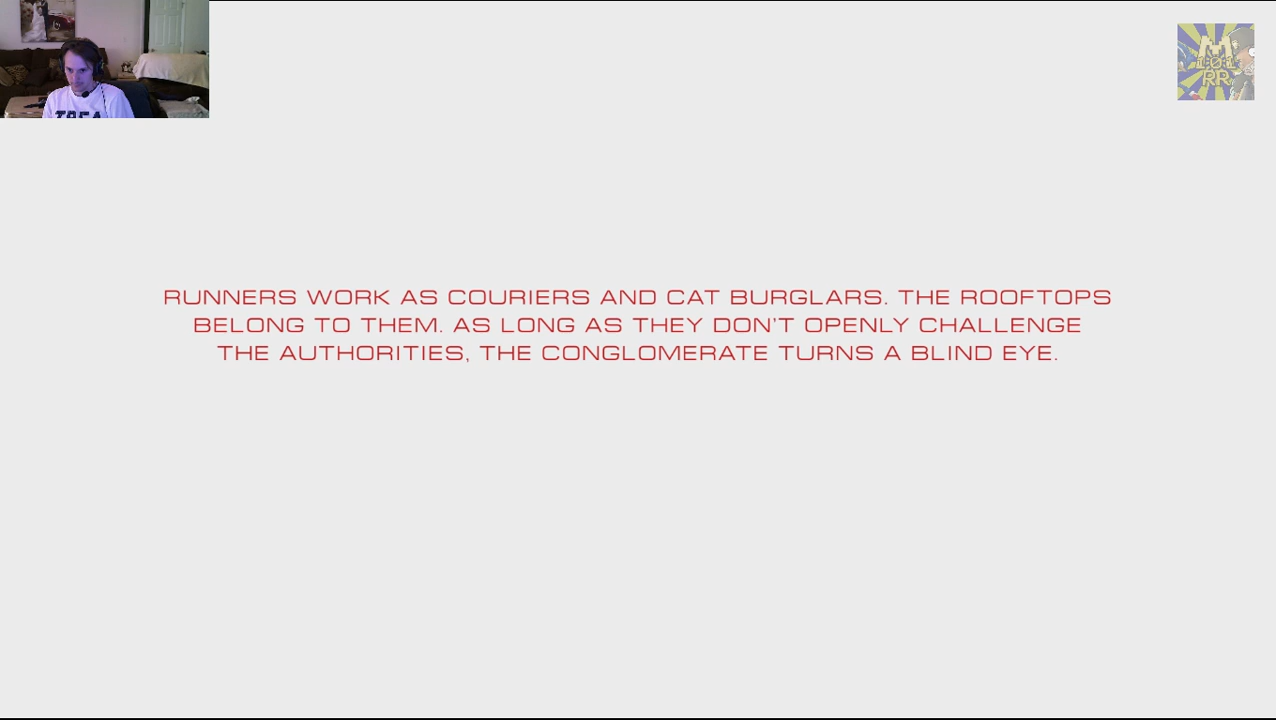 RUNNERS WORK AS COURIERS AND CAT BURGLARS. THE ROOFTOPS
BELONG TO THEM. AS LONG AS THEY DON'T OPENLY CHALLENGE
THE AUTHORITIES, THE CONGLOMERATE TURNS A BLIND EYE.
RR